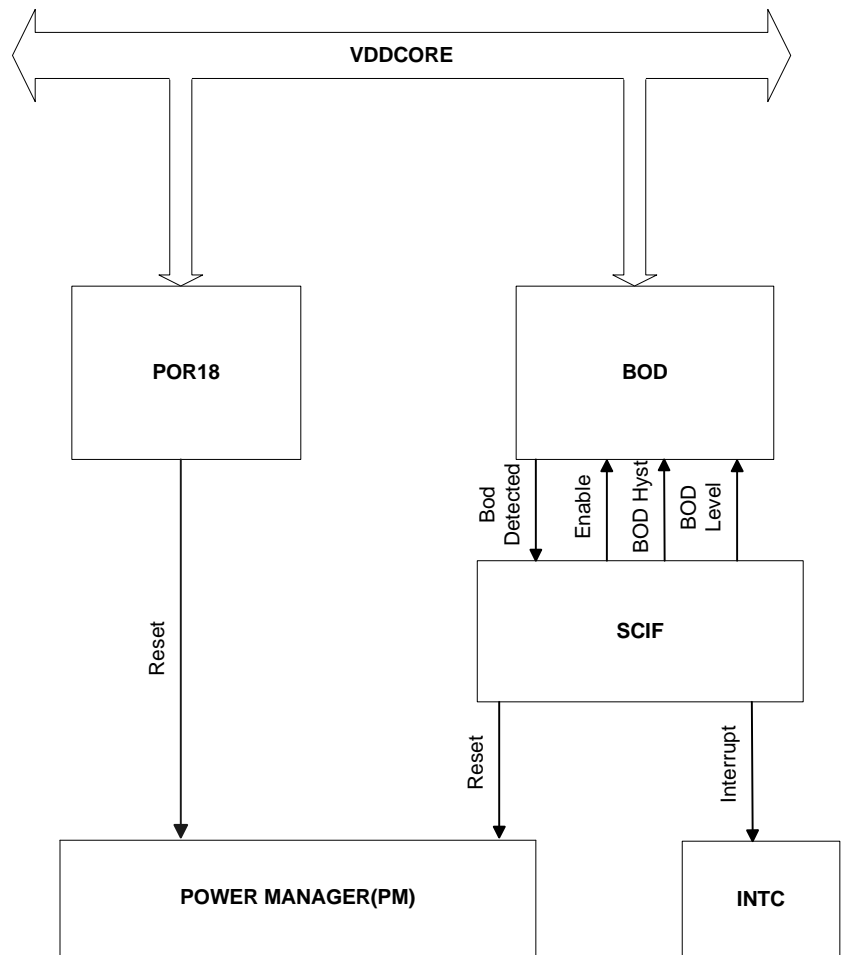 VDDCORE
POR18
BOD
Bod
Detected
Enable
BOD Hyst
BOD
Level
SCIF
Reset
Reset
Interrupt
POWER MANAGER(PM)
INTC